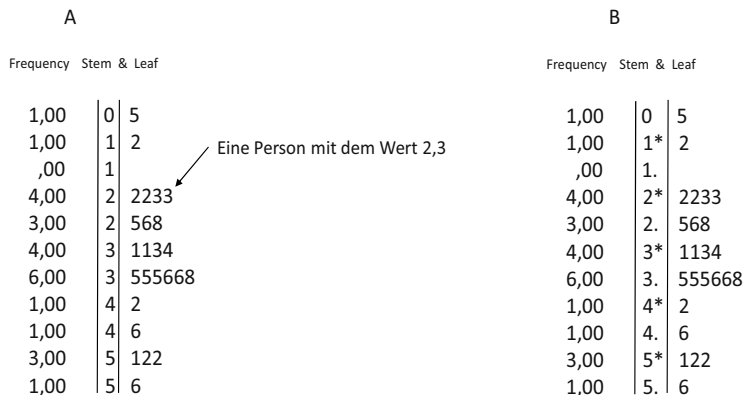 A
Frequency Stem & Leaf
1,00 0 5
1,00 1 2
,00 1
4,00 2 2233
3,00 2 568
4,00 3 1134
6,00 3 555668
1,00 4 2
1,00 4 6
3,00 5 122
1,00 5 6
Eine Person mit dem Wert 2,3
B
Frequency Stem & Leaf
1,00 0 5
1,00 1* 2
,00 1.
4,00 2* 2233
3,00 2. 568
4,00 3* 1134
6,00 3. 555668
1,00 4* 2
1,00 4. 6
3,00 5* 122
1,00 5. 6